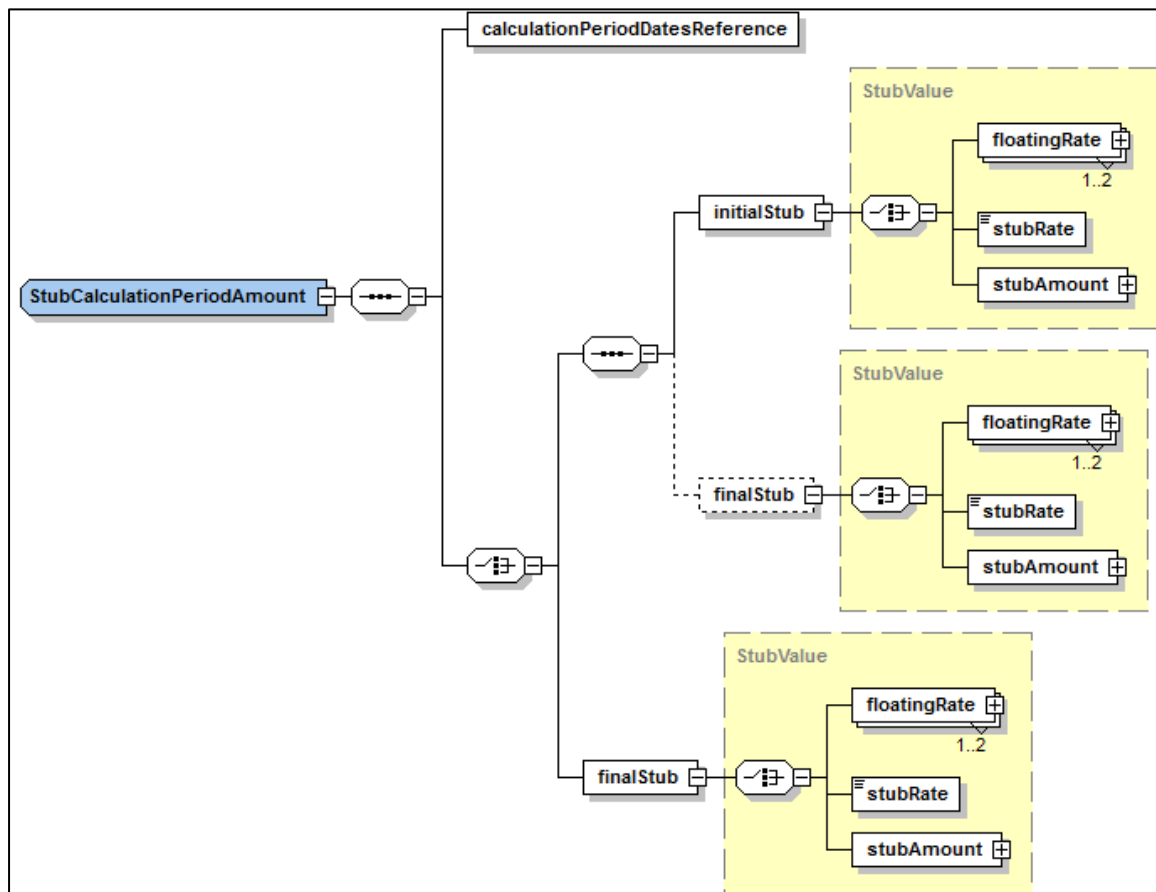 calculationPeriodDatesReference
StubValue
floatingRate
1..2
initialStub
stubRate
StubCalculationPeriodAmount
stubAmount
StubValue
floatingRate
1..2
finalStub
stubRate
stubAmount
StubValue
floatingRate
1..2
finalStub
stubRate
stubAmount